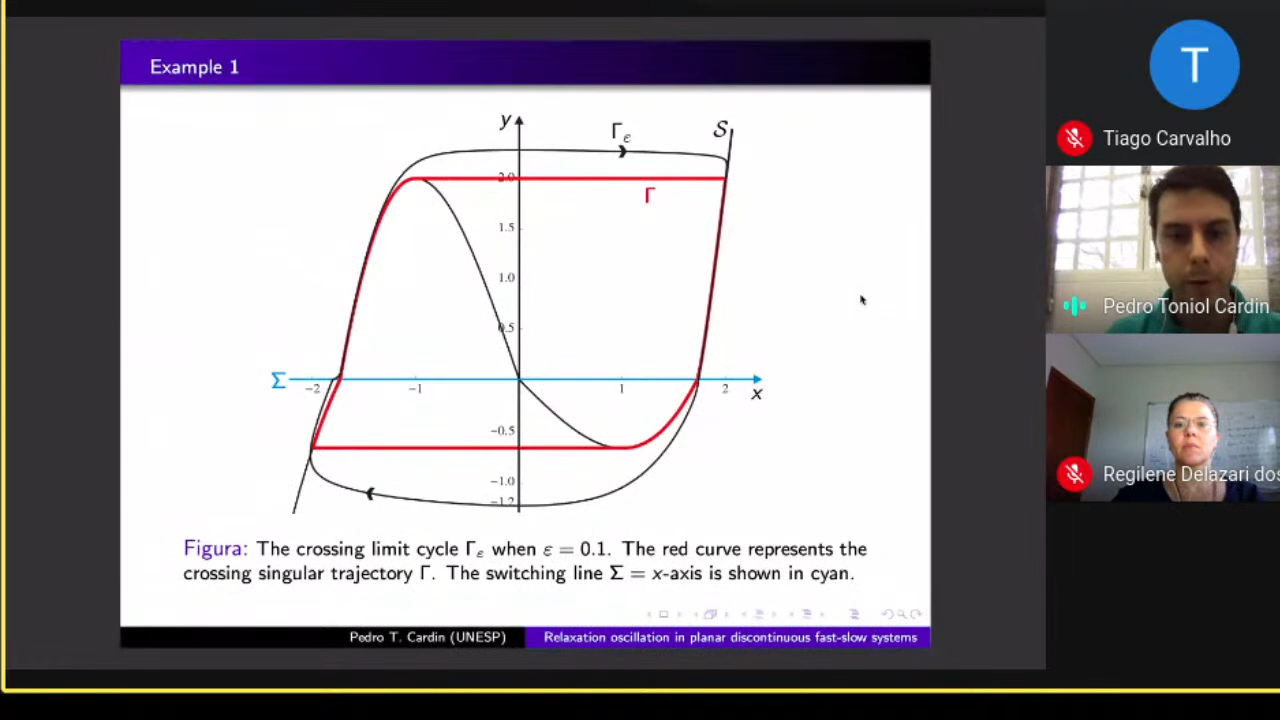 Example 1
y
Γε
S
2.0
Γ
1.5
1.0
0.5
Σ
−2
−1
1
2
x
−0.5
−1.0
−1.2
Figura: The crossing limit cycle Γε when ε = 0.1. The red curve represents the
crossing singular trajectory Γ. The switching line Σ = x-axis is shown in cyan.
Pedro T. Cardin (UNESP)
Relaxation oscillation in planar discontinuous fast-slow systems
T
Tiago Carvalho
Pedro Toniol Cardin
Regilene Delazari dos